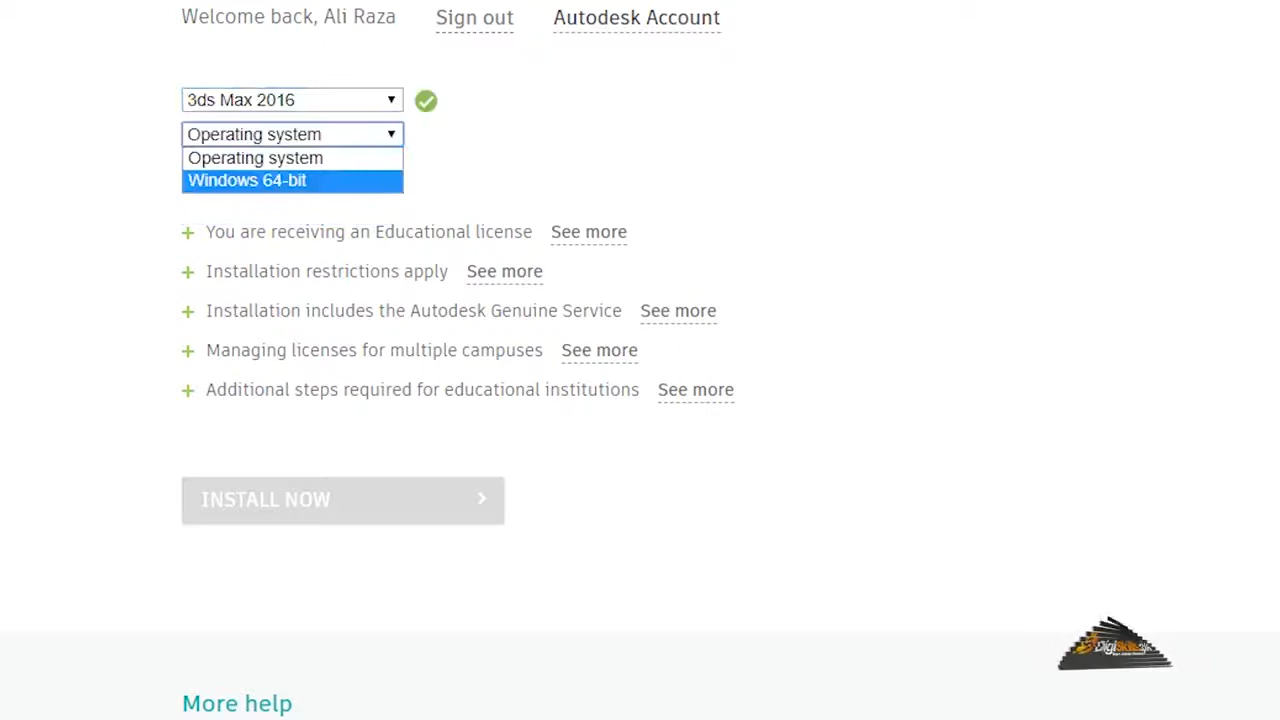 Welcome back, Ali Raza Sign out Autodesk Account
3ds Max 2016
Operating system
Operating system
Windows 64-bit
+ You are receiving an Educational license See more
+ Installation restrictions apply See more
+ Installation includes the Autodesk Genuine Service See more
+ Managing licenses for multiple campuses See more
+ Additional steps required for educational institutions See more
INSTALL NOW
DigiSkills
More help